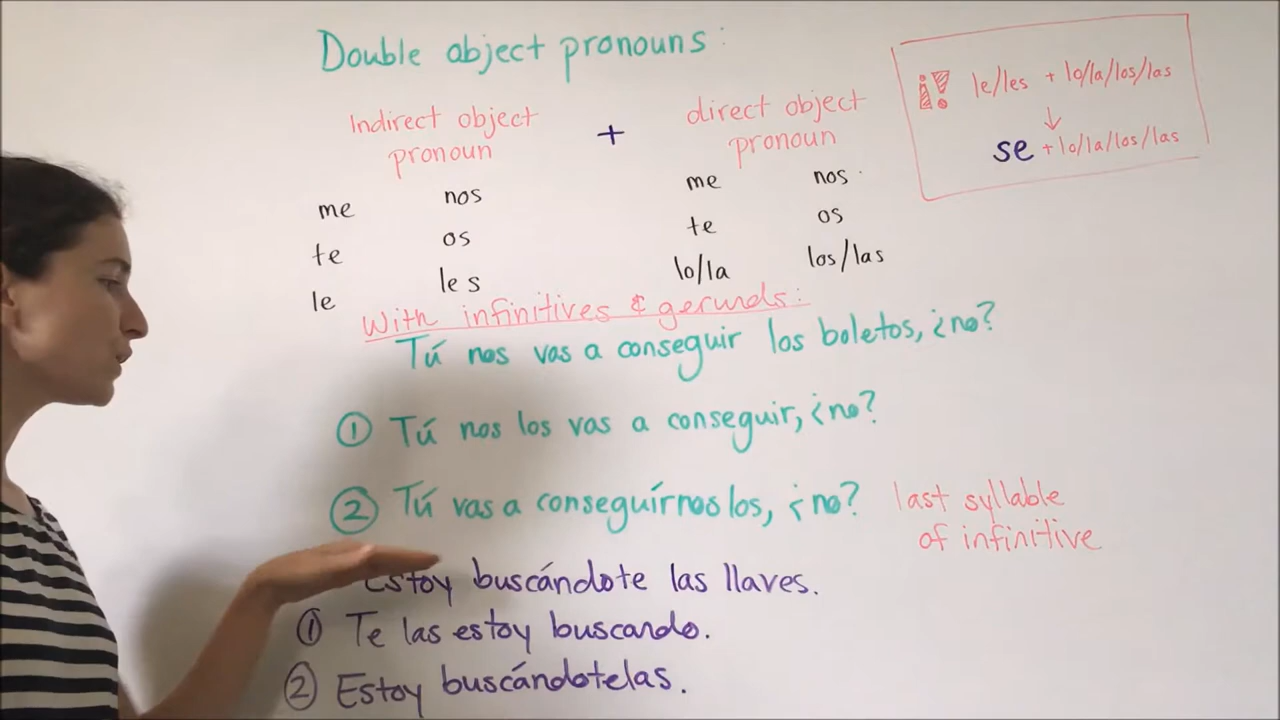 Double object pronouns:
¡! le/les + lo/la/los/las
↓
se + lo/la/los/las
Indirect object pronoun
+
direct object pronoun
me nos
te os
le les
me nos
te os
lo/la los/las
With infinitives & gerunds:
Tú nos vas a conseguir los boletos, ¿no?
① Tú nos los vas a conseguir, ¿no?
② Tú vas a conseguírnoslos, ¿no?
last syllable
of infinitive
Estoy buscándote las llaves.
① Te las estoy buscando.
② Estoy buscándotelas.